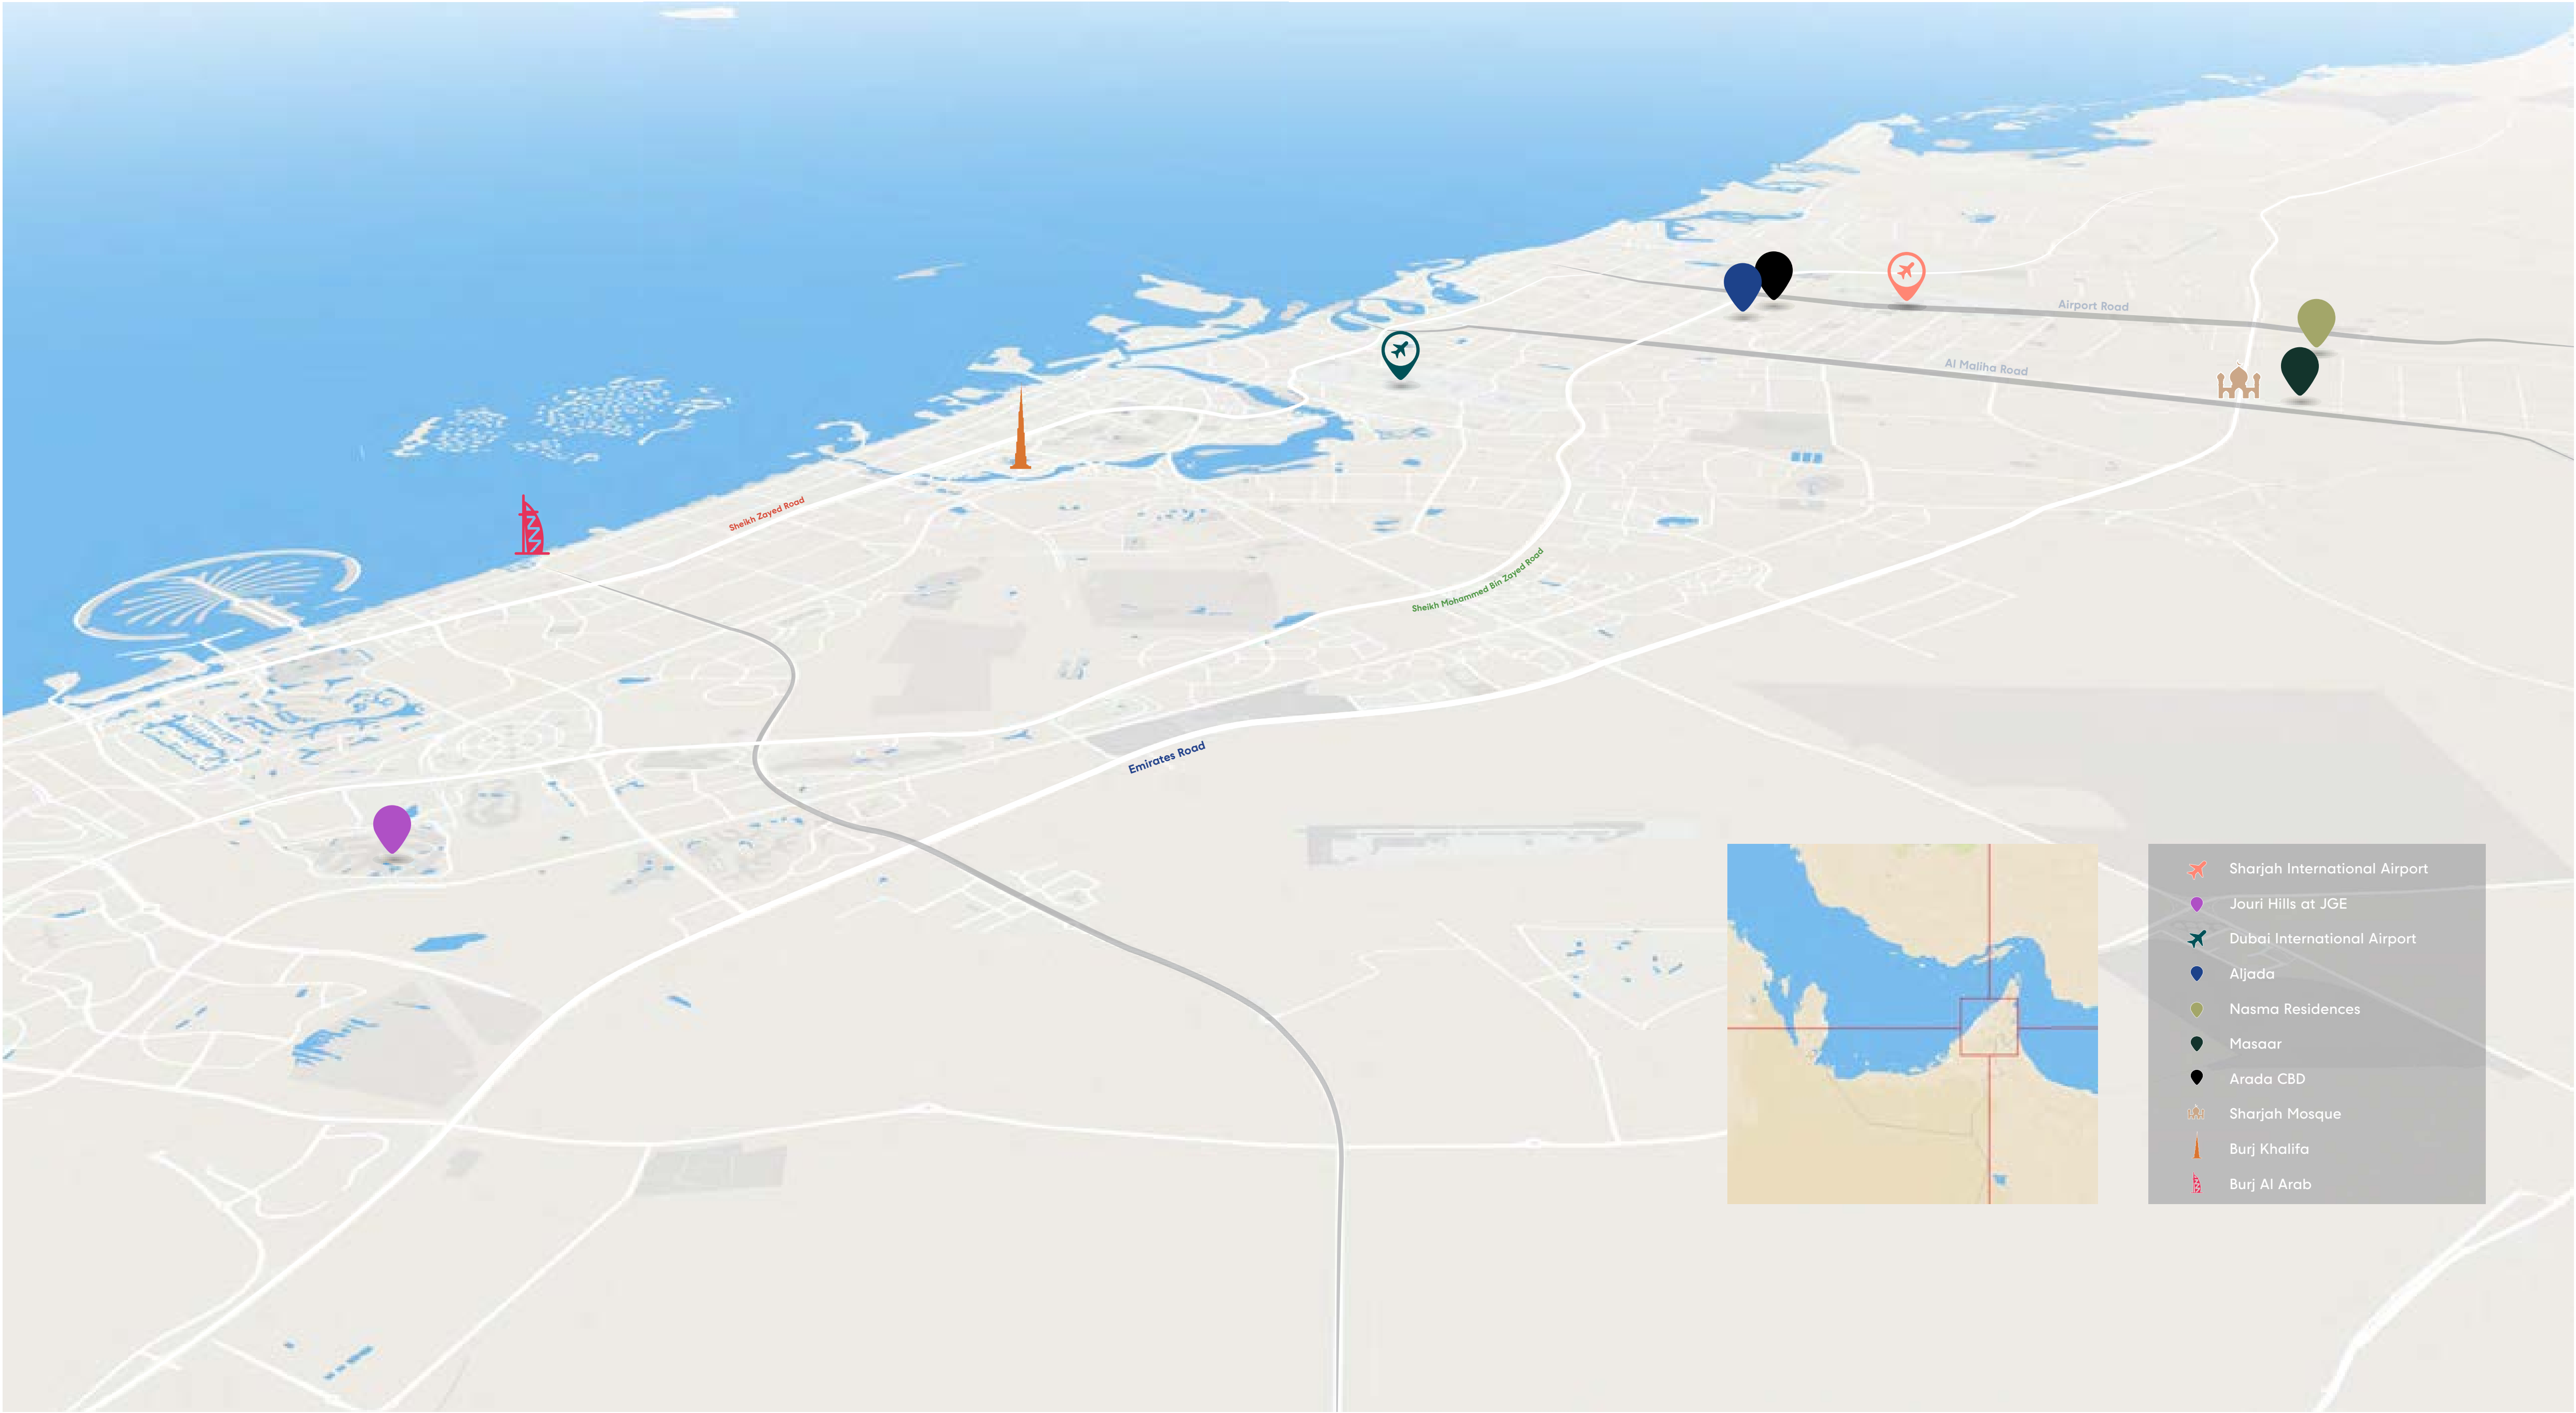 Airport Road
Al Maliha Road
Sheikh Zayed Road
Sheikh Mohammed Bin Zayed Road
Emirates Road
Sharjah International Airport
Jouri Hills at JGE
Dubai International Airport
Aljada
Nasma Residences
Masaar
Arada CBD
Sharjah Mosque
Burj Khalifa
Burj Al Arab